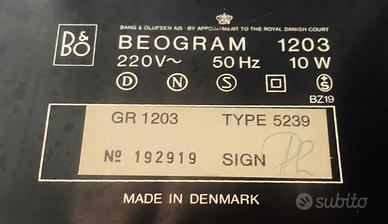 BANG & OLUFSEN A/S · BY APPOINTMENT TO THE ROYAL DANISH COURT
B&O
BEOGRAM 1203
220V~ 50 Hz 10 W
D N S
BZ19
GR 1203 TYPE 5239
№ 192919 SIGN
MADE IN DENMARK
subito